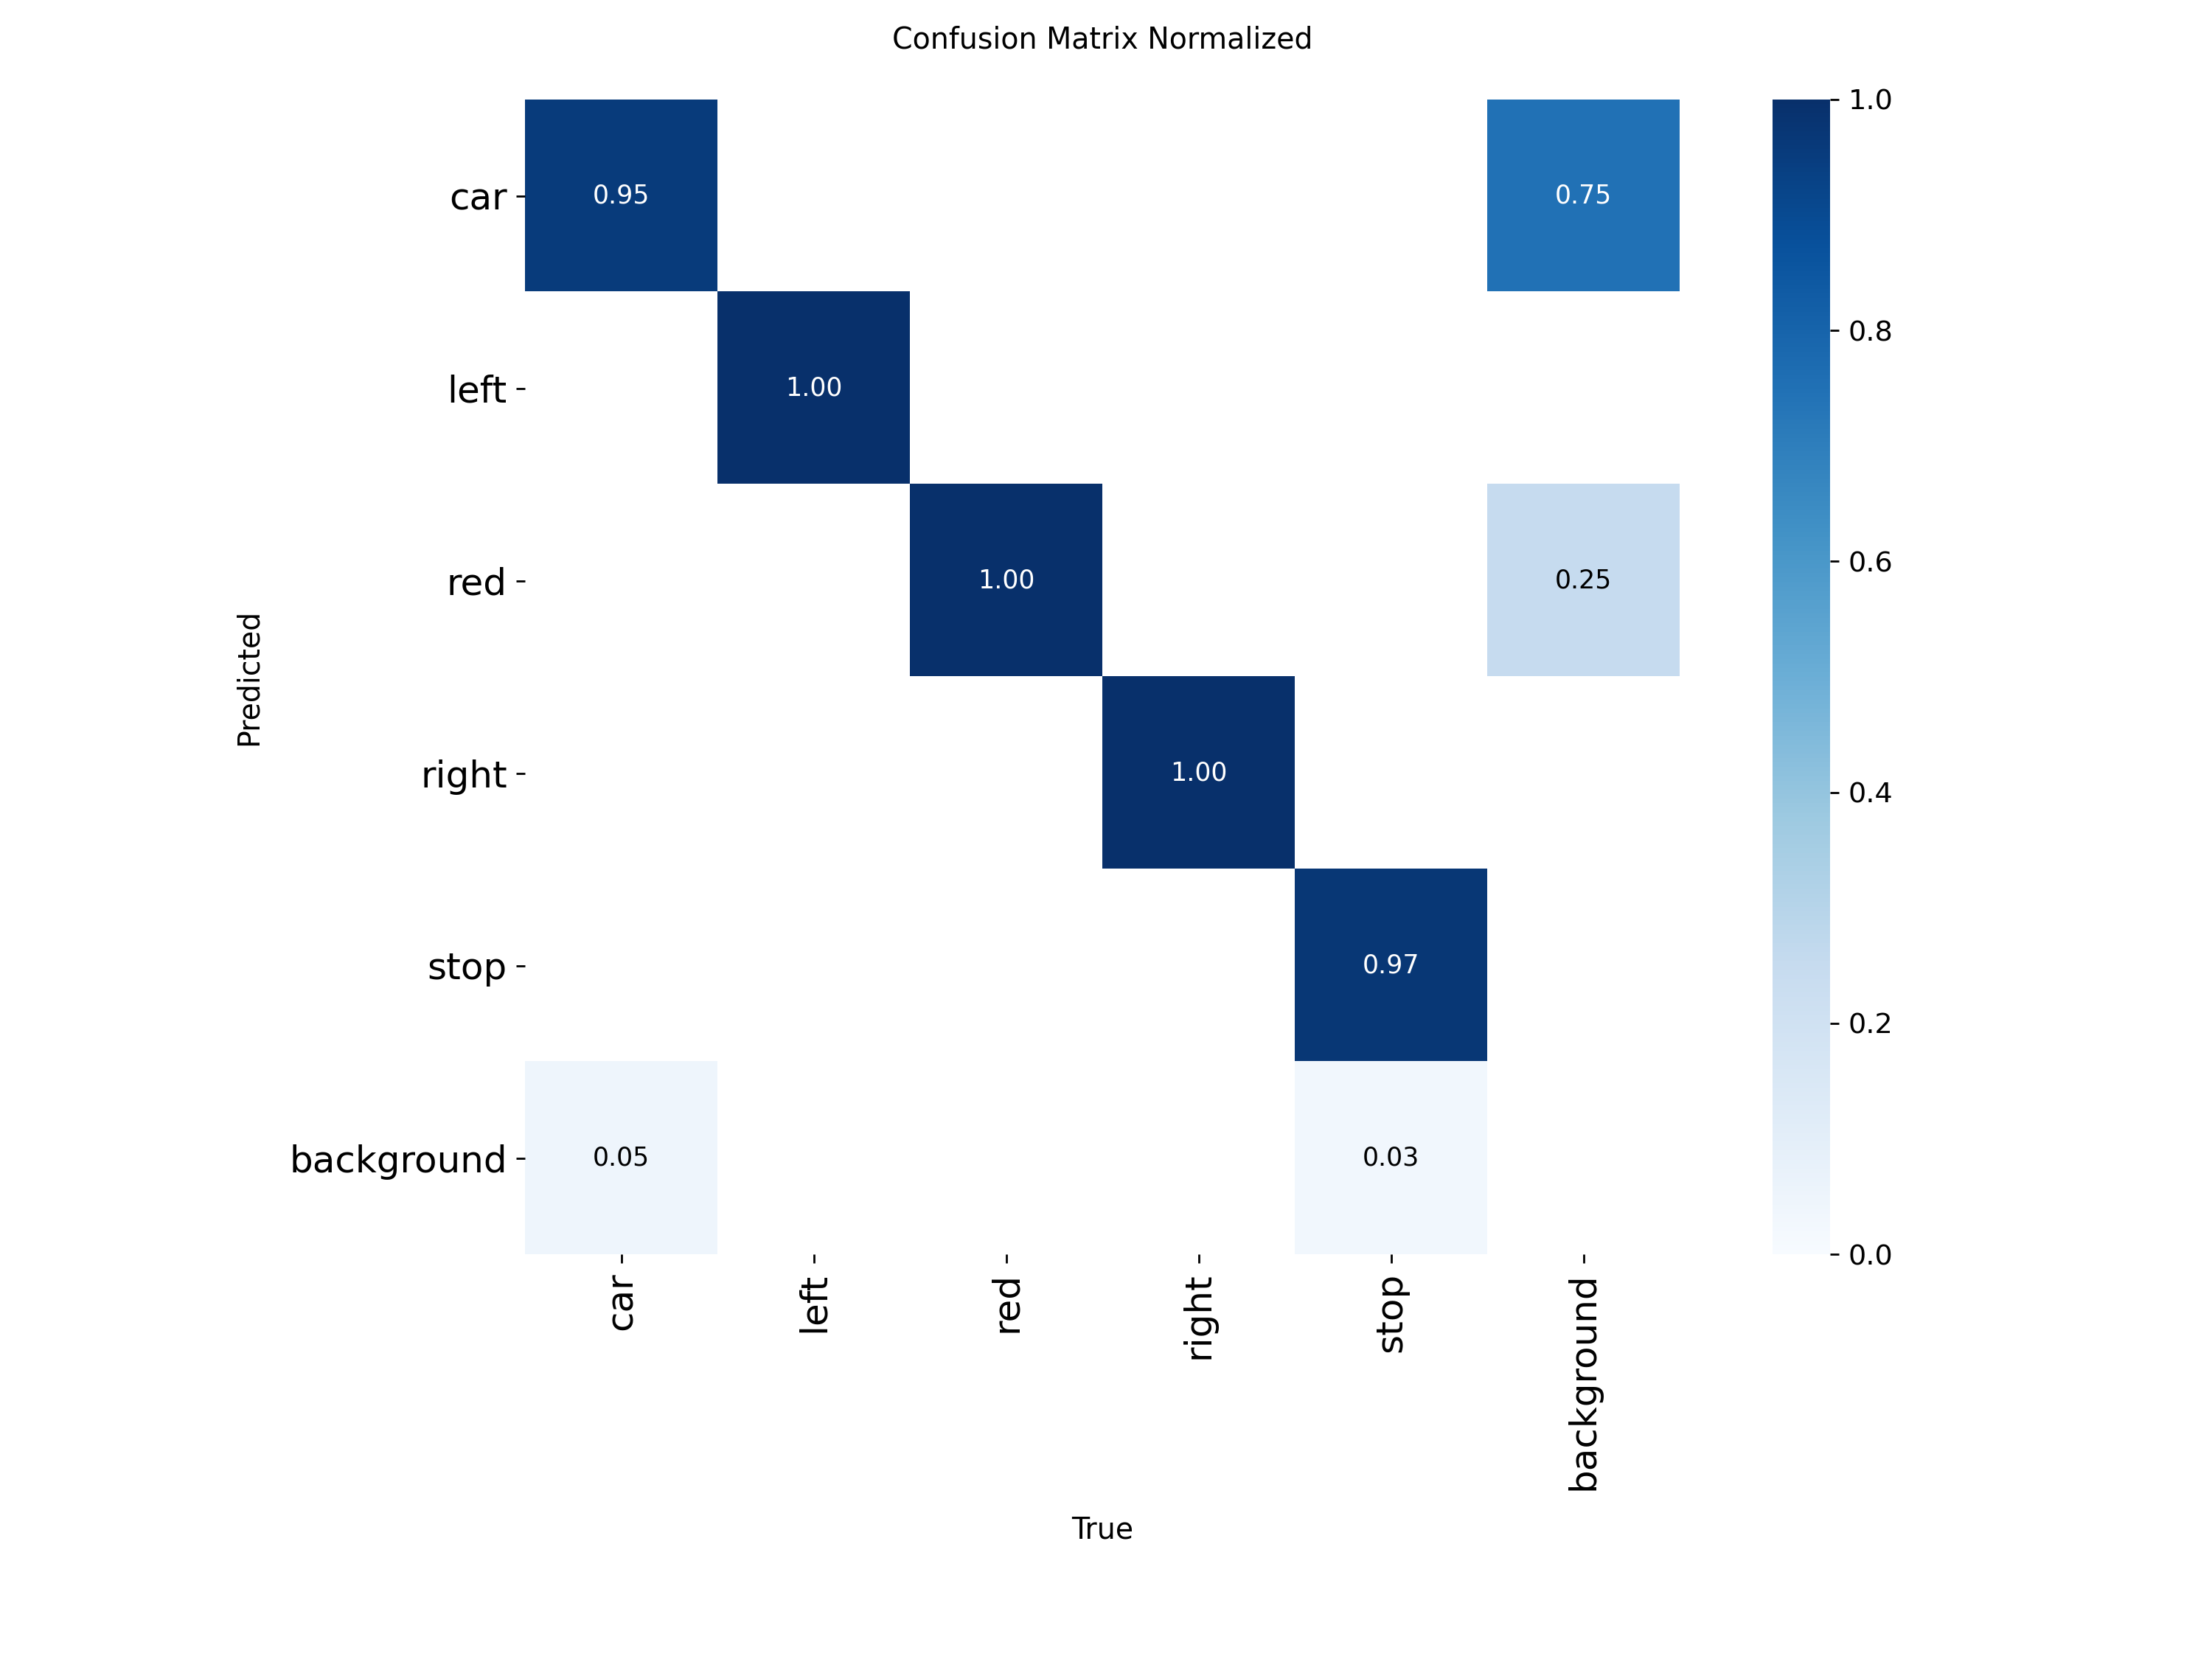 Confusion Matrix Normalized
car
0.95
0.75
left
1.00
red
1.00
0.25
right
1.00
stop
0.97
background
0.05
0.03
Predicted
car
left
red
right
stop
background
True
1.0
0.8
0.6
0.4
0.2
0.0